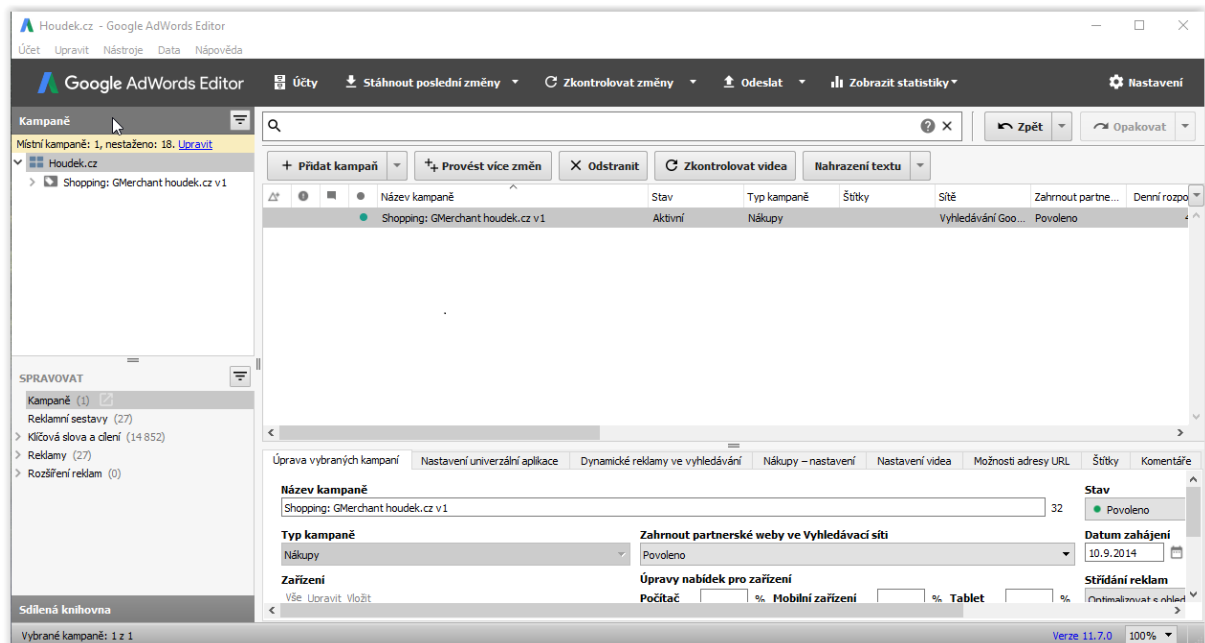 Houdek.cz - Google AdWords Editor
Účet Upravit Nástroje Data Nápověda
Google AdWords Editor Účty Stáhnout poslední změny Zkontrolovat změny Odeslat Zobrazit statistiky Nastavení
Kampaně
Místní kampaně: 1, nestaženo: 18. Upravit
Houdek.cz
Shopping: GMerchant houdek.cz v1
Zpět Opakovat
+ Přidat kampaň Provést více změn Odstranit Zkontrolovat videa Nahrazení textu
Název kampaně Stav Typ kampaně Štítky Sítě Zahrnout partne... Denní rozpo
Shopping: GMerchant houdek.cz v1 Aktivní Nákupy Vyhledávání Goo... Povoleno
SPRAVOVAT
Kampaně (1)
Reklamní sestavy (27)
Klíčová slova a cílení (14 852)
Reklamy (27)
Rozšíření reklam (0)
Sdílená knihovna
Úprava vybraných kampaní Nastavení univerzální aplikace Dynamické reklamy ve vyhledávání Nákupy – nastavení Nastavení videa Možnosti adresy URL Štítky Komentáře
Název kampaně Stav
Shopping: GMerchant houdek.cz v1 32 Povoleno
Typ kampaně Zahrnout partnerské weby ve Vyhledávací síti Datum zahájení
Nákupy Povoleno 10.9.2014
Zařízení Úpravy nabídek pro zařízení Střídání reklam
Vše Upravit Vložit Počítač % Mobilní zařízení % Tablet % Optimalizovat s ohled
Vybrané kampaně: 1 z 1 Verze 11.7.0 100%